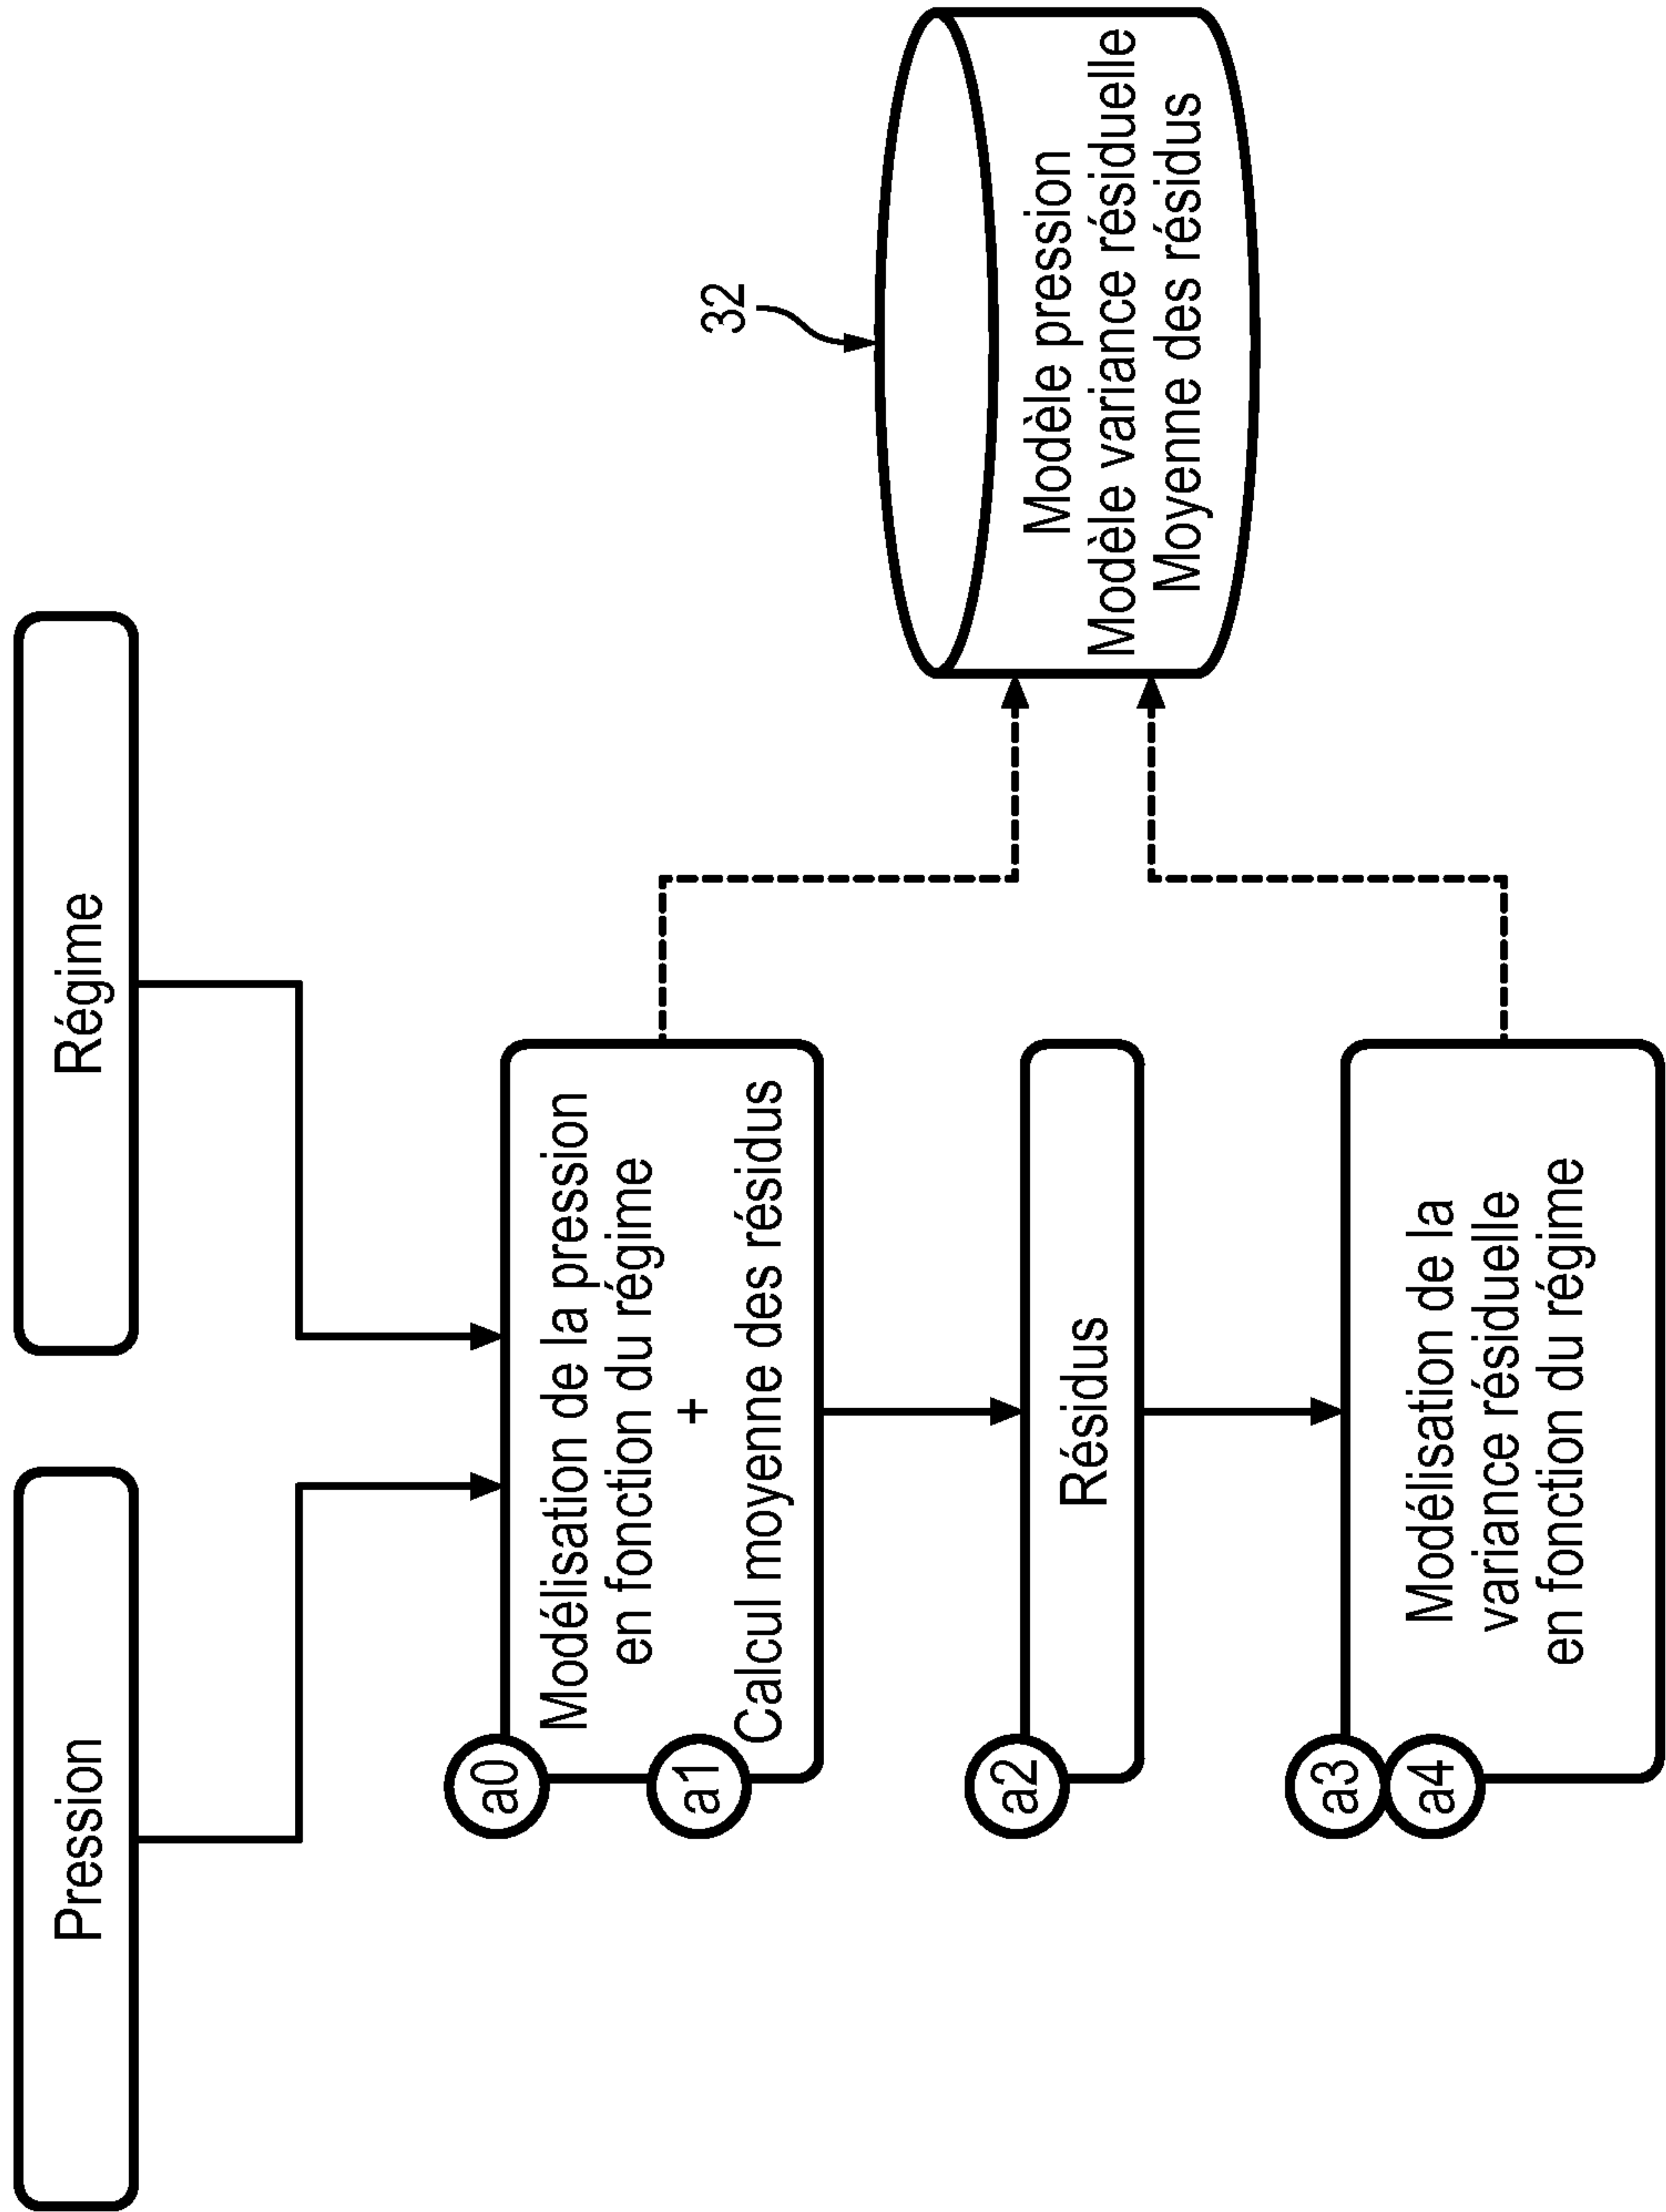 Pression
Régime
a0
Modélisation de la pression
en fonction du régime
+
a1
Calcul moyenne des résidus
a2
Résidus
a3
a4
Modélisation de la
variance résiduelle
en fonction du régime
32
Modèle pression
Modèle variance résiduelle
Moyenne des résidus